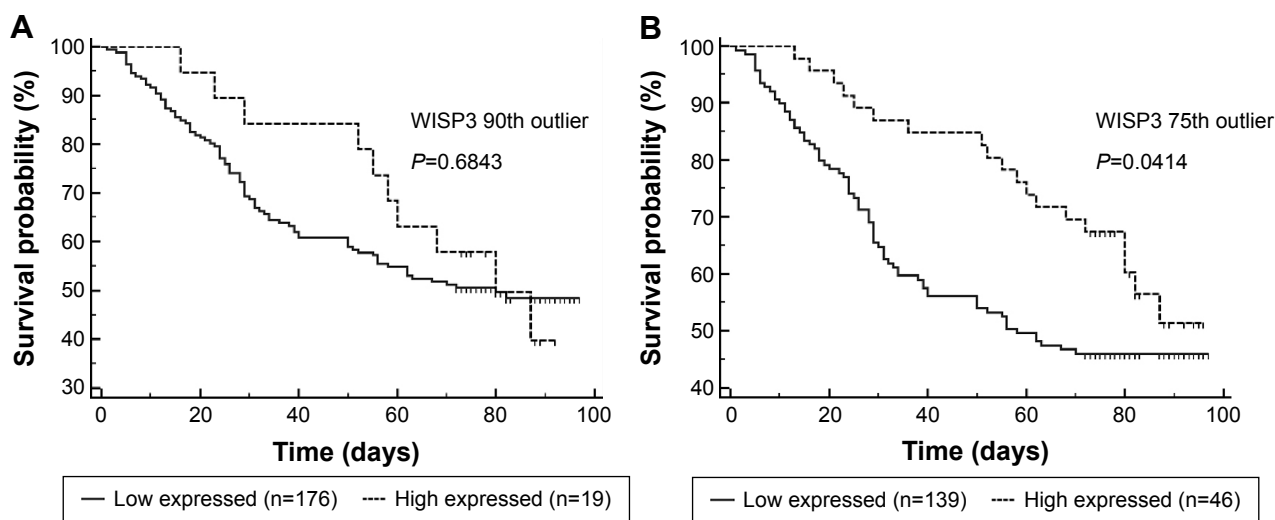 A
Survival probability (%)
100
90
80
70
60
50
40
30
WISP3 90th outlier
P=0.6843
0 20 40 60 80 100
Time (days)
Low expressed (n=176) High expressed (n=19)
B
Survival probability (%)
100
90
80
70
60
50
40
WISP3 75th outlier
P=0.0414
0 20 40 60 80 100
Time (days)
Low expressed (n=139) High expressed (n=46)